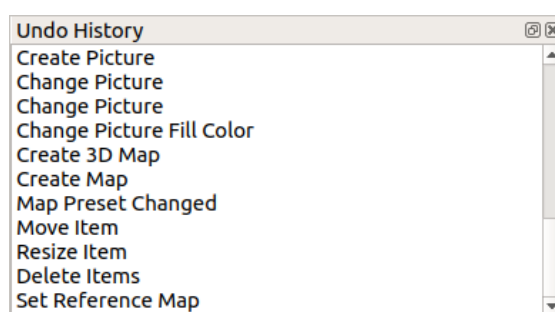 Undo History
Create Picture
Change Picture
Change Picture
Change Picture Fill Color
Create 3D Map
Create Map
Map Preset Changed
Move Item
Resize Item
Delete Items
Set Reference Map